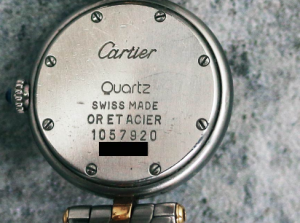 Cartier
Quartz
SWISS MADE
OR ET ACIER
1057920